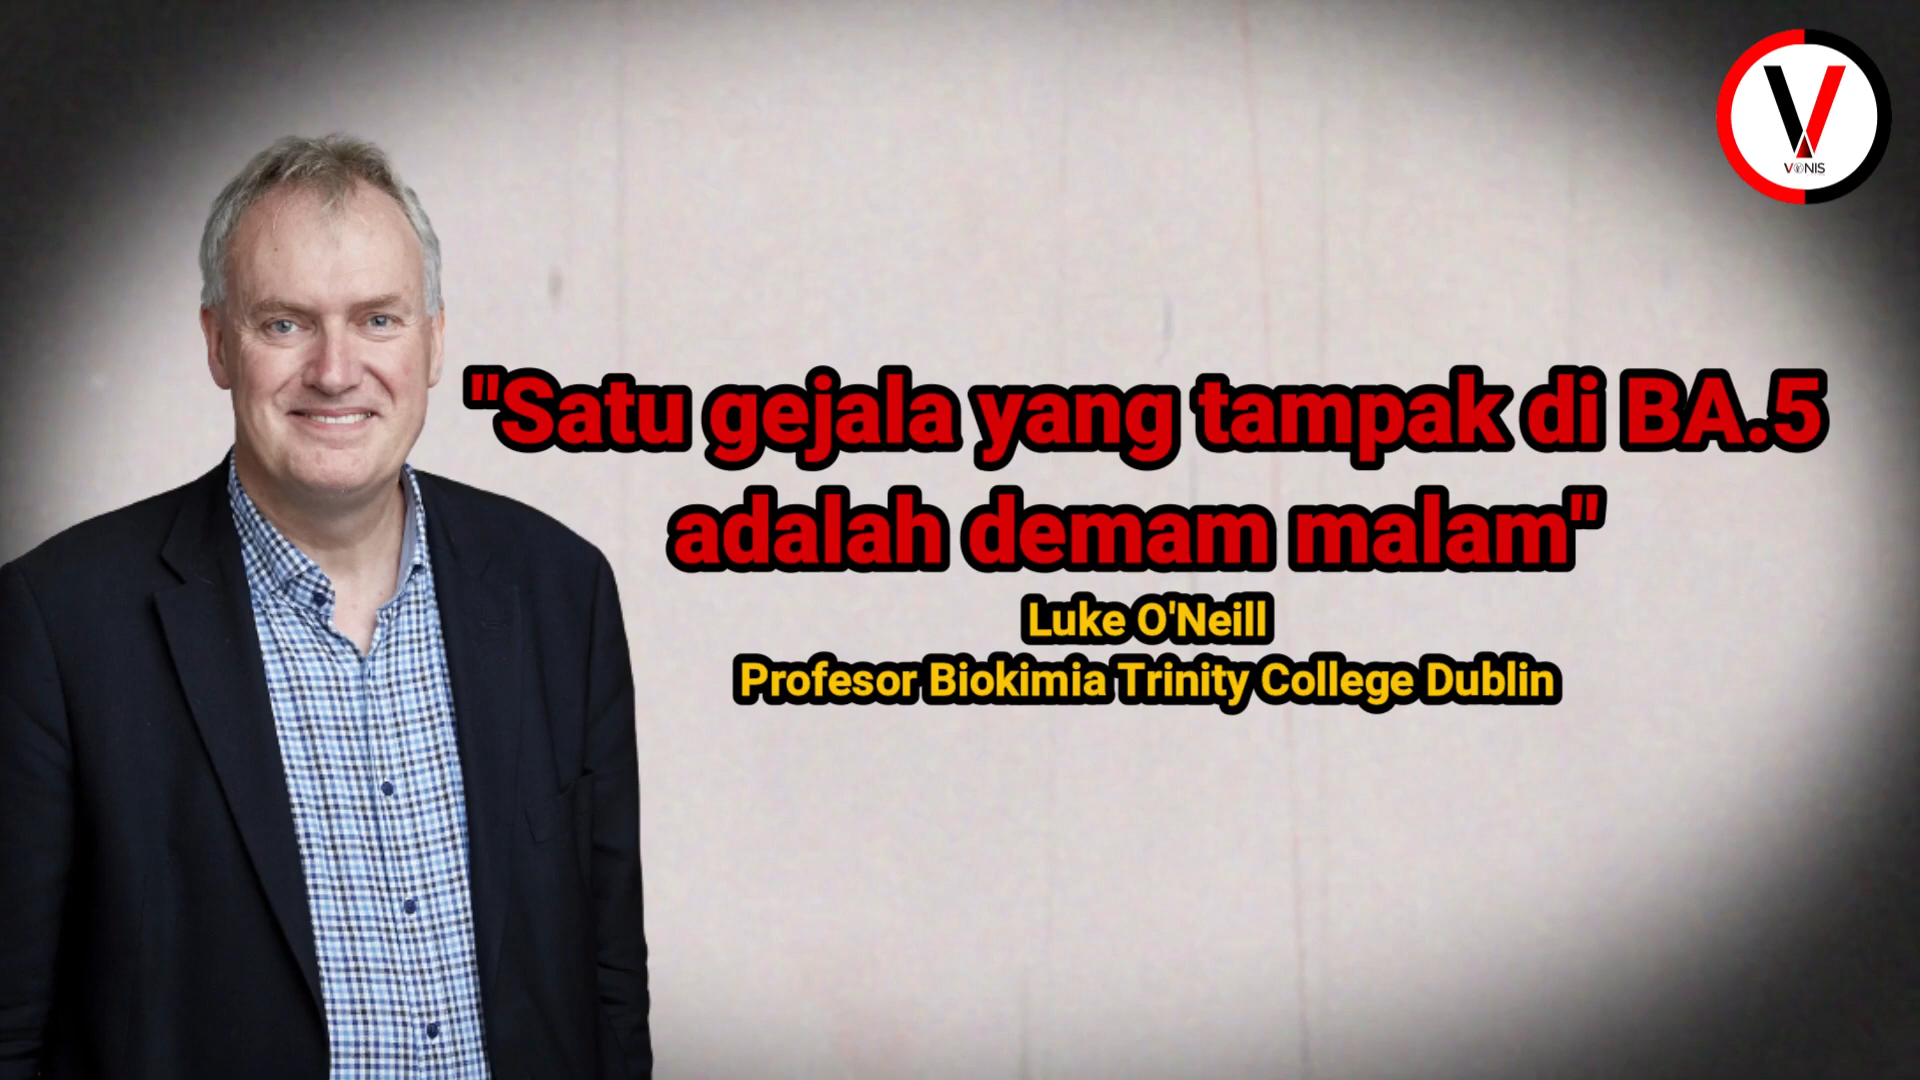 VONIS
"Satu gejala yang tampak di BA.5
adalah demam malam"
Luke O'Neill
Profesor Biokimia Trinity College Dublin